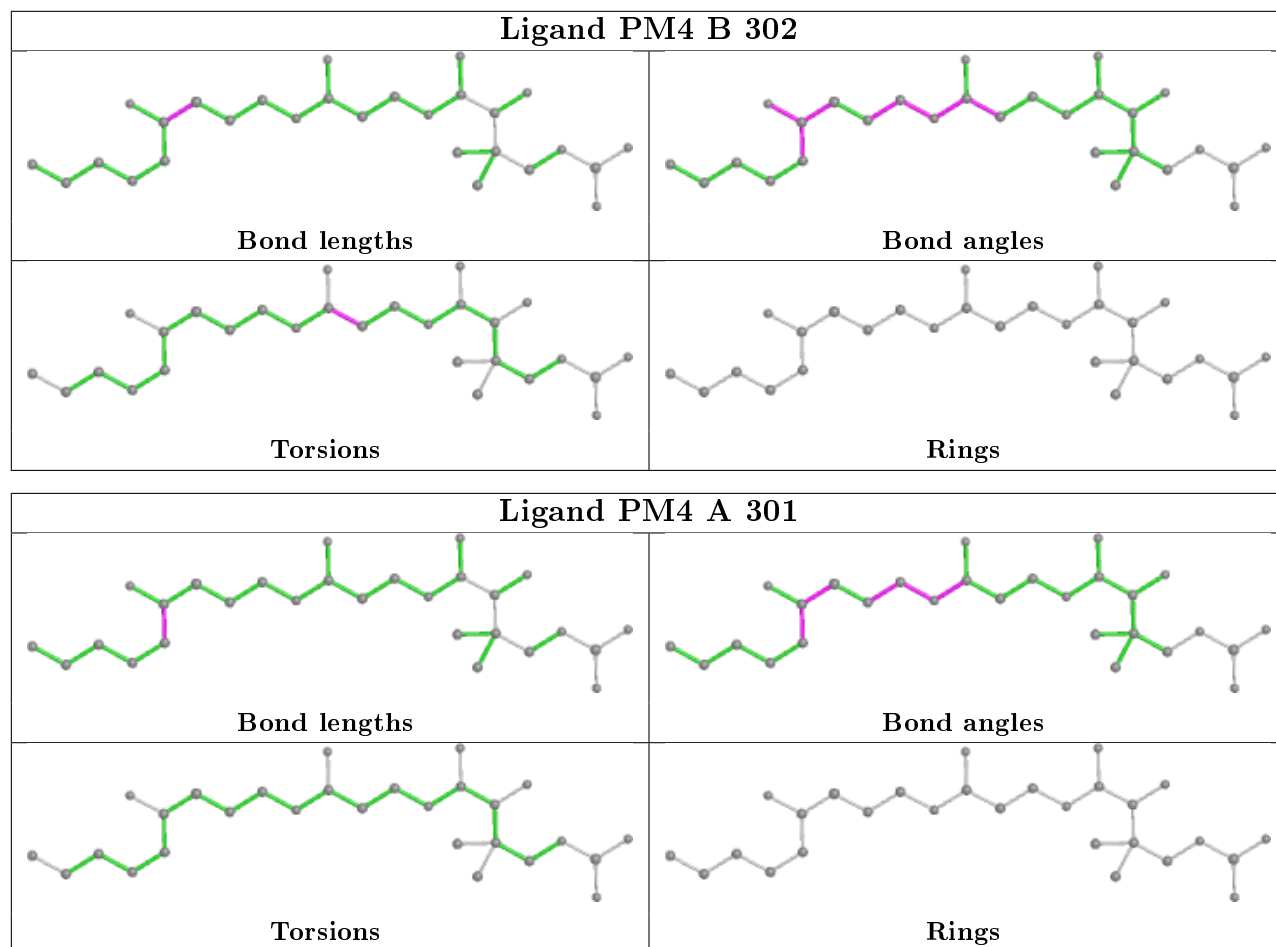 Ligand PM4 B 302
Bond lengths
Bond angles
Torsions
Rings
Ligand PM4 A 301
Bond lengths
Bond angles
Torsions
Rings